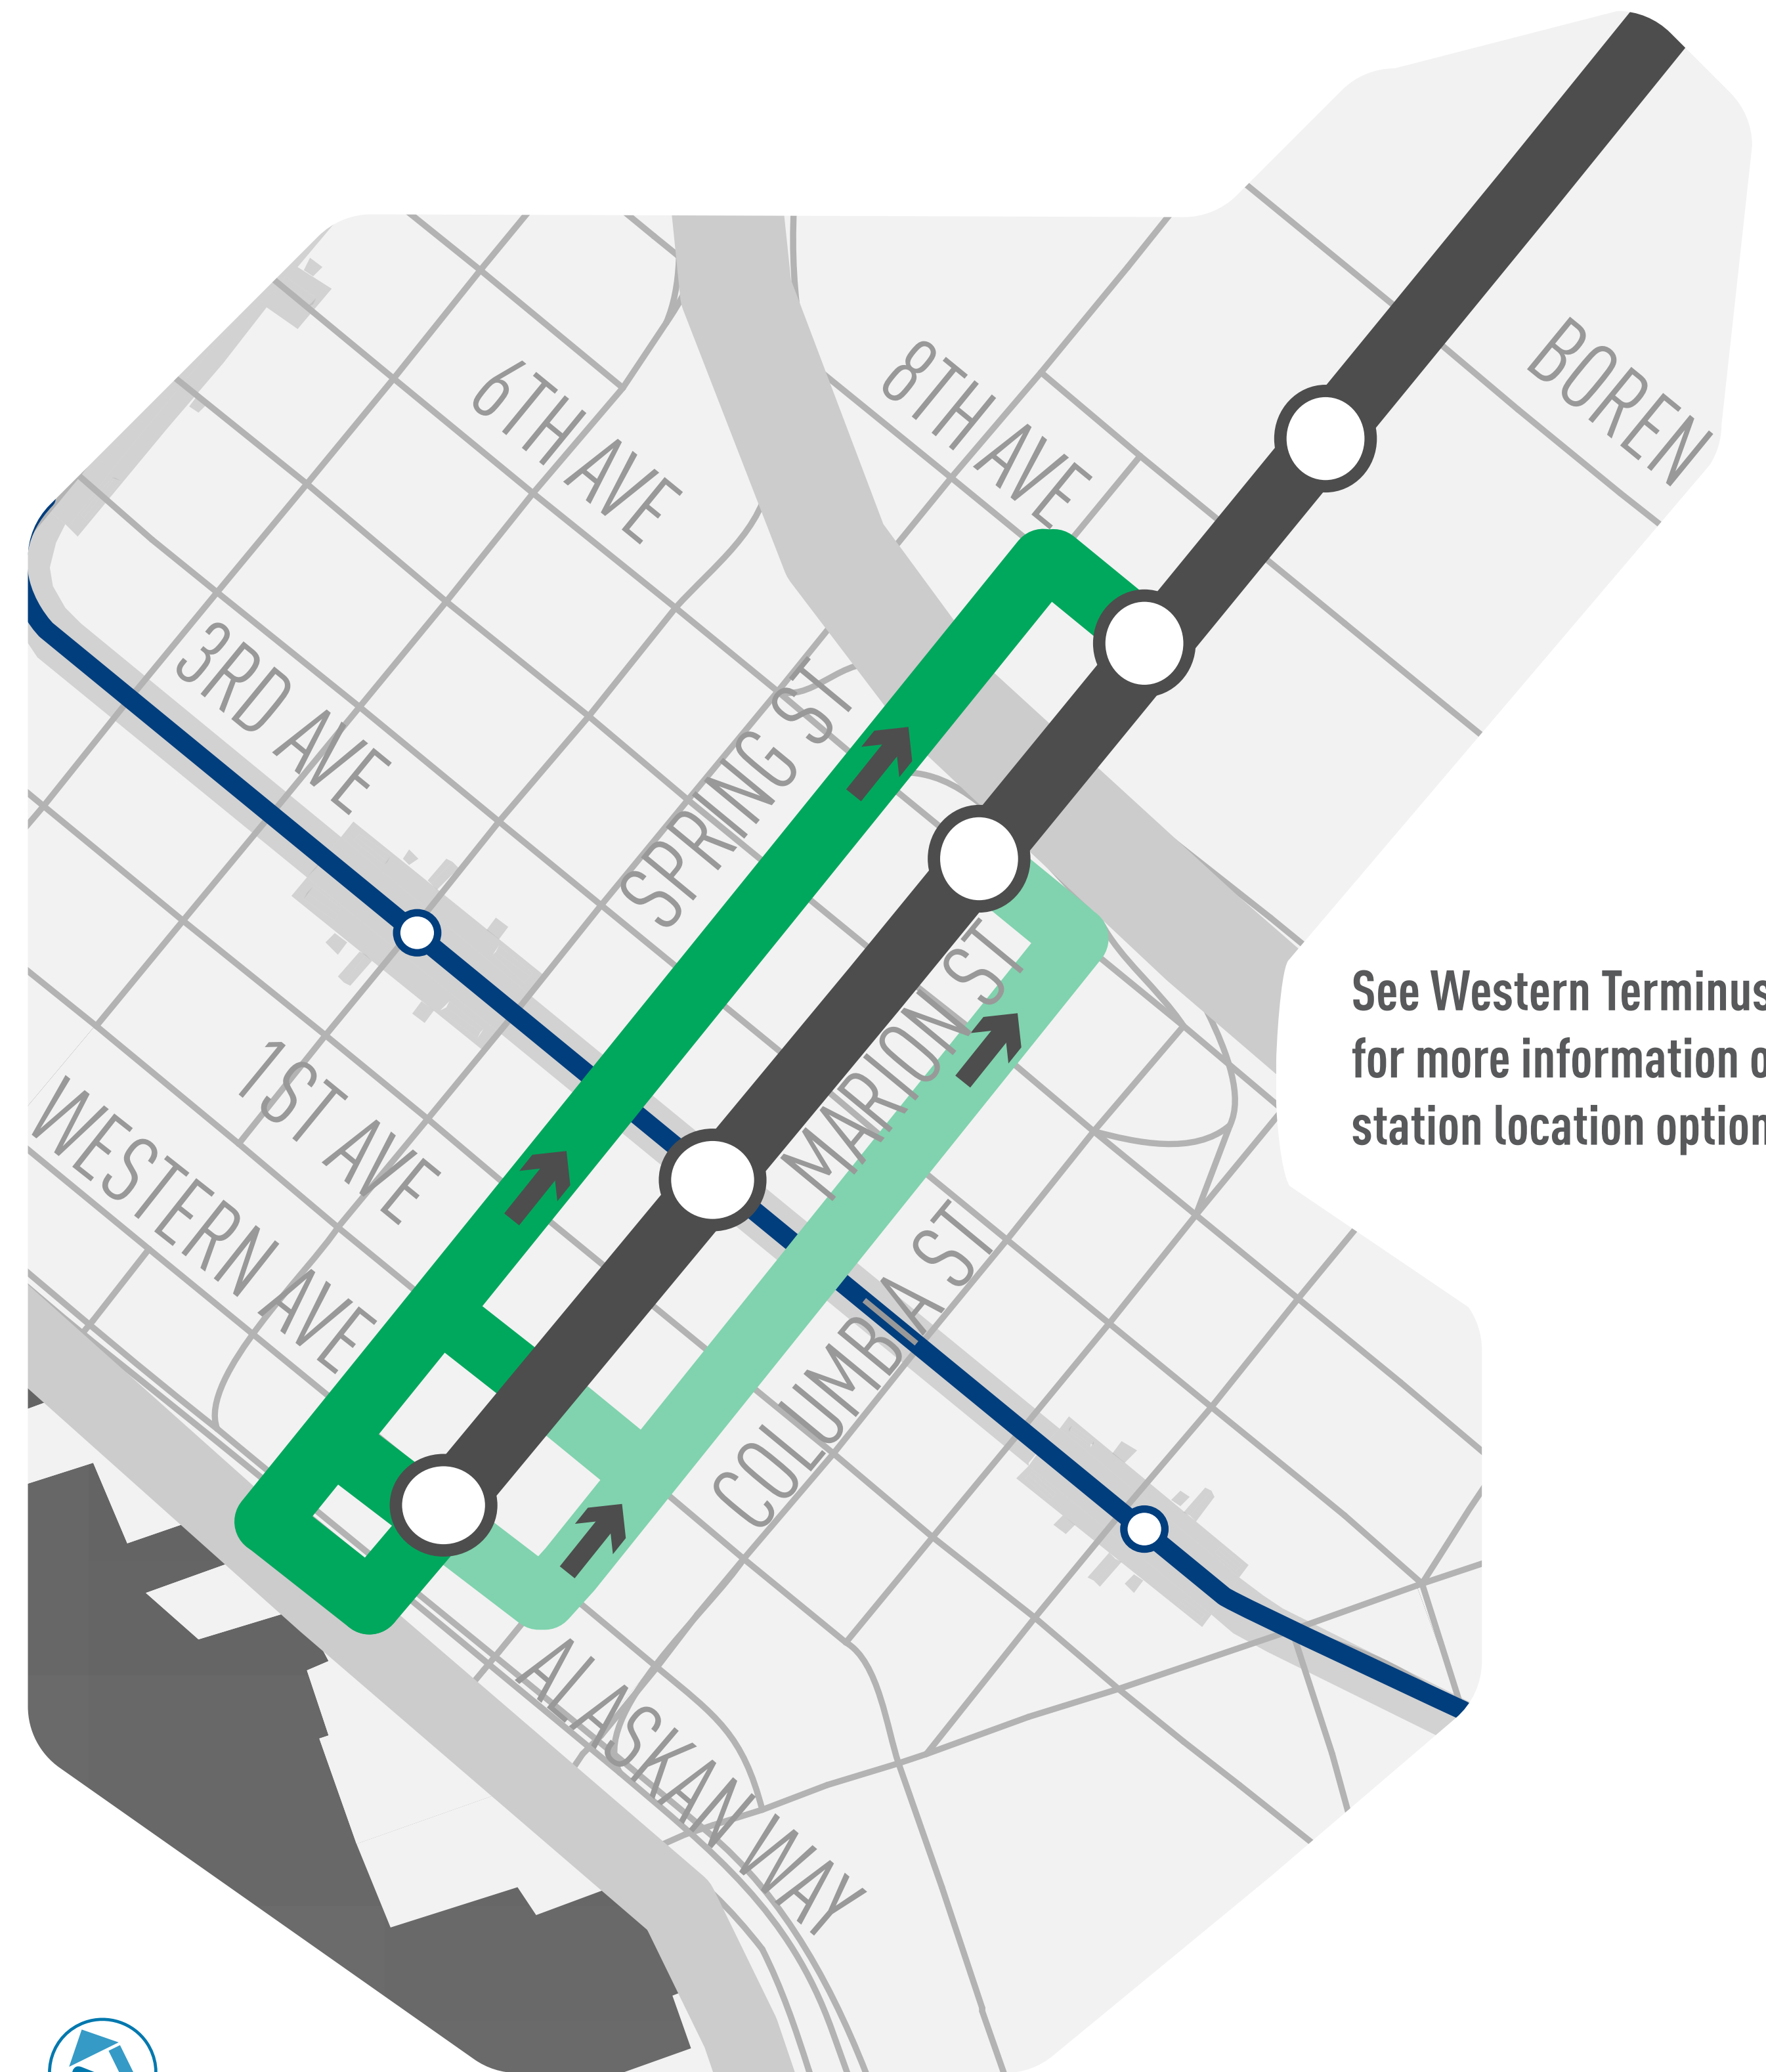 BOREN
8TH AVE
6TH AVE
3RD AVE
SPRING ST
MARION ST
See Western Terminus
for more information o
station location option
1ST AVE
WESTERN AVE
COLUMBIA ST
ALASKAN WAY